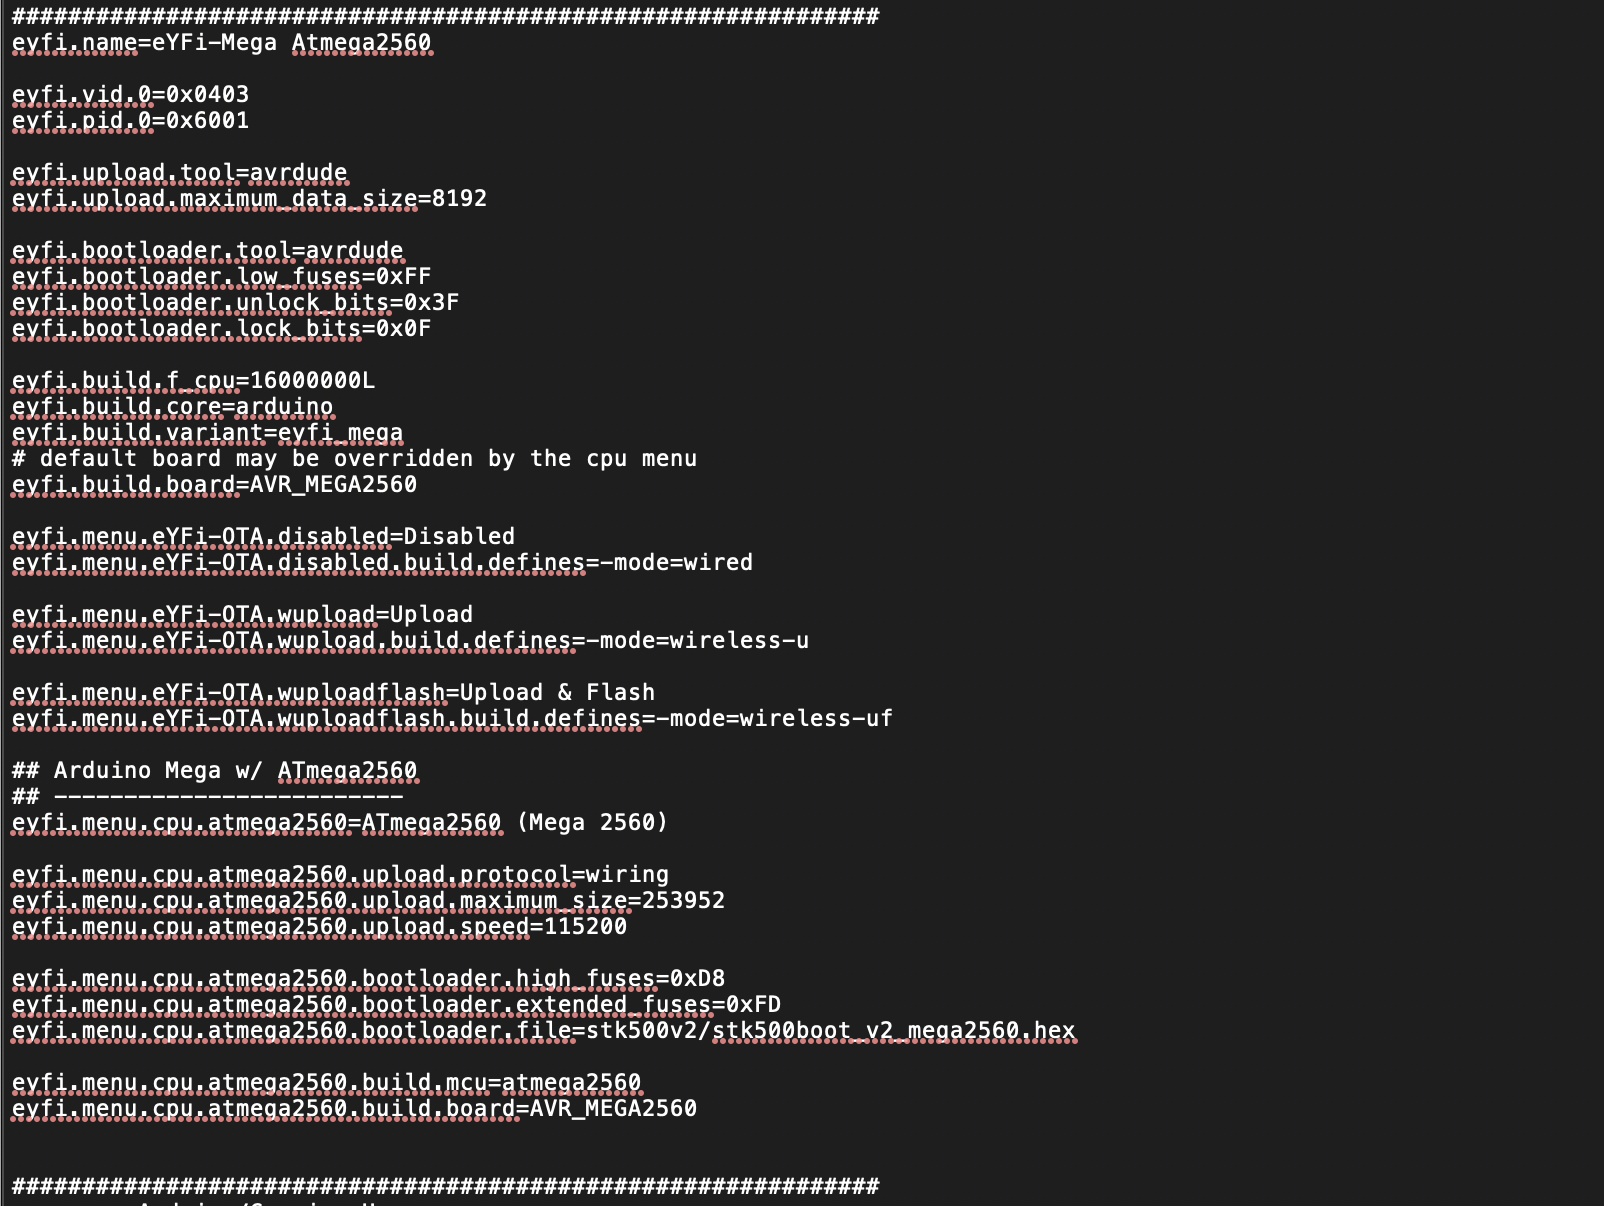 ##############################################################
eyfi.name=eYFi-Mega Atmega2560
eyfi.vid.0=0x0403
eyfi.pid.0=0x6001
eyfi.upload.tool=avrdude
eyfi.upload.maximum_data_size=8192
eyfi.bootloader.tool=avrdude
eyfi.bootloader.low_fuses=0xFF
eyfi.bootloader.unlock_bits=0x3F
eyfi.bootloader.lock_bits=0x0F
eyfi.build.f_cpu=16000000L
eyfi.build.core=arduino
eyfi.build.variant=eyfi_mega
# default board may be overridden by the cpu menu
eyfi.build.board=AVR_MEGA2560
eyfi.menu.eYFi-OTA.disabled=Disabled
eyfi.menu.eYFi-OTA.disabled.build.defines=-mode=wired
eyfi.menu.eYFi-OTA.wupload=Upload
eyfi.menu.eYFi-OTA.wupload.build.defines=-mode=wireless-u
eyfi.menu.eYFi-OTA.wuploadflash=Upload & Flash
eyfi.menu.eYFi-OTA.wuploadflash.build.defines=-mode=wireless-uf
## Arduino Mega w/ ATmega2560
## -------------------------
eyfi.menu.cpu.atmega2560=ATmega2560 (Mega 2560)
eyfi.menu.cpu.atmega2560.upload.protocol=wiring
eyfi.menu.cpu.atmega2560.upload.maximum_size=253952
eyfi.menu.cpu.atmega2560.upload.speed=115200
eyfi.menu.cpu.atmega2560.bootloader.high_fuses=0xD8
eyfi.menu.cpu.atmega2560.bootloader.extended_fuses=0xFD
eyfi.menu.cpu.atmega2560.bootloader.file=stk500v2/stk500boot_v2_mega2560.hex
eyfi.menu.cpu.atmega2560.build.mcu=atmega2560
eyfi.menu.cpu.atmega2560.build.board=AVR_MEGA2560
##############################################################